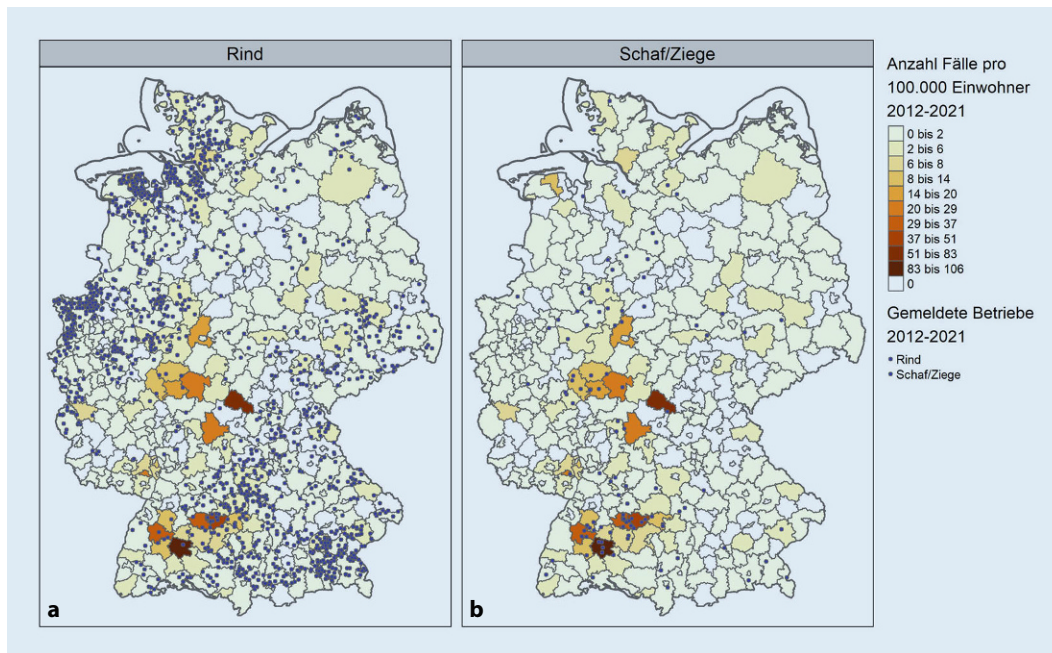 Rind
Schaf/Ziege
Anzahl Fälle pro
100.000 Einwohner
2012-2021
0 bis 2
2 bis 6
6 bis 8
8 bis 14
14 bis 20
20 bis 29
29 bis 37
37 bis 51
51 bis 83
83 bis 106
0
Gemeldete Betriebe
2012-2021
Rind
Schaf/Ziege
a
b